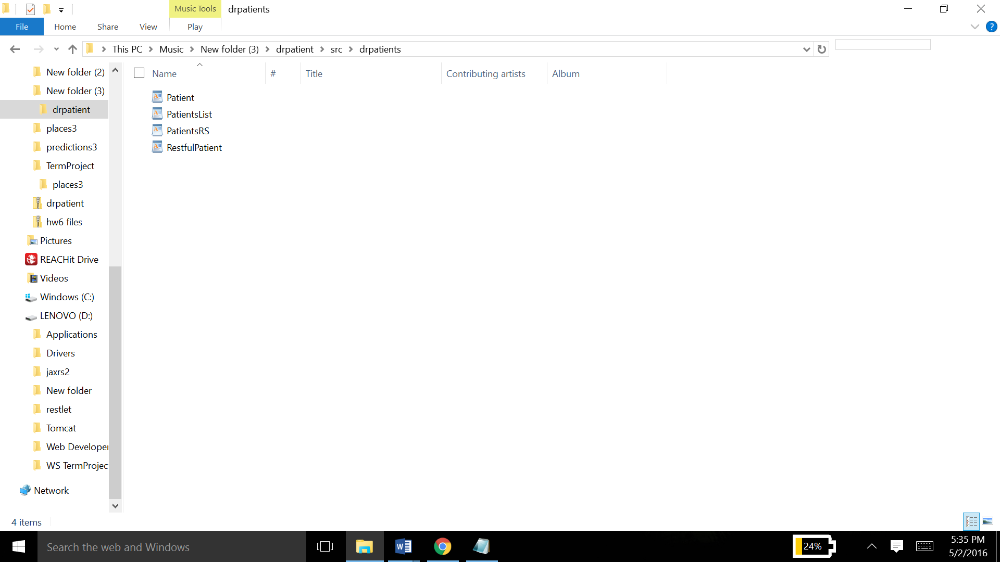 Music Tools
drpatients
File
Home
Share
View
Play
?
This PC > Music > New folder (3) > drpatient > src > drpatients
New folder (2)
New folder (3)
drpatient
places3
predictions3
TermProject
places3
drpatient
hw6 files
Pictures
REACHit Drive
Videos
Windows (C:)
LENOVO (D:)
Applications
Drivers
jaxrs2
New folder
restlet
Tomcat
Web Developer
WS TermProjec
Network
Name
#
Title
Contributing artists
Album
Patient
PatientsList
PatientsRS
RestfulPatient
4 items
Search the web and Windows
24%
5:35 PM
5/2/2016